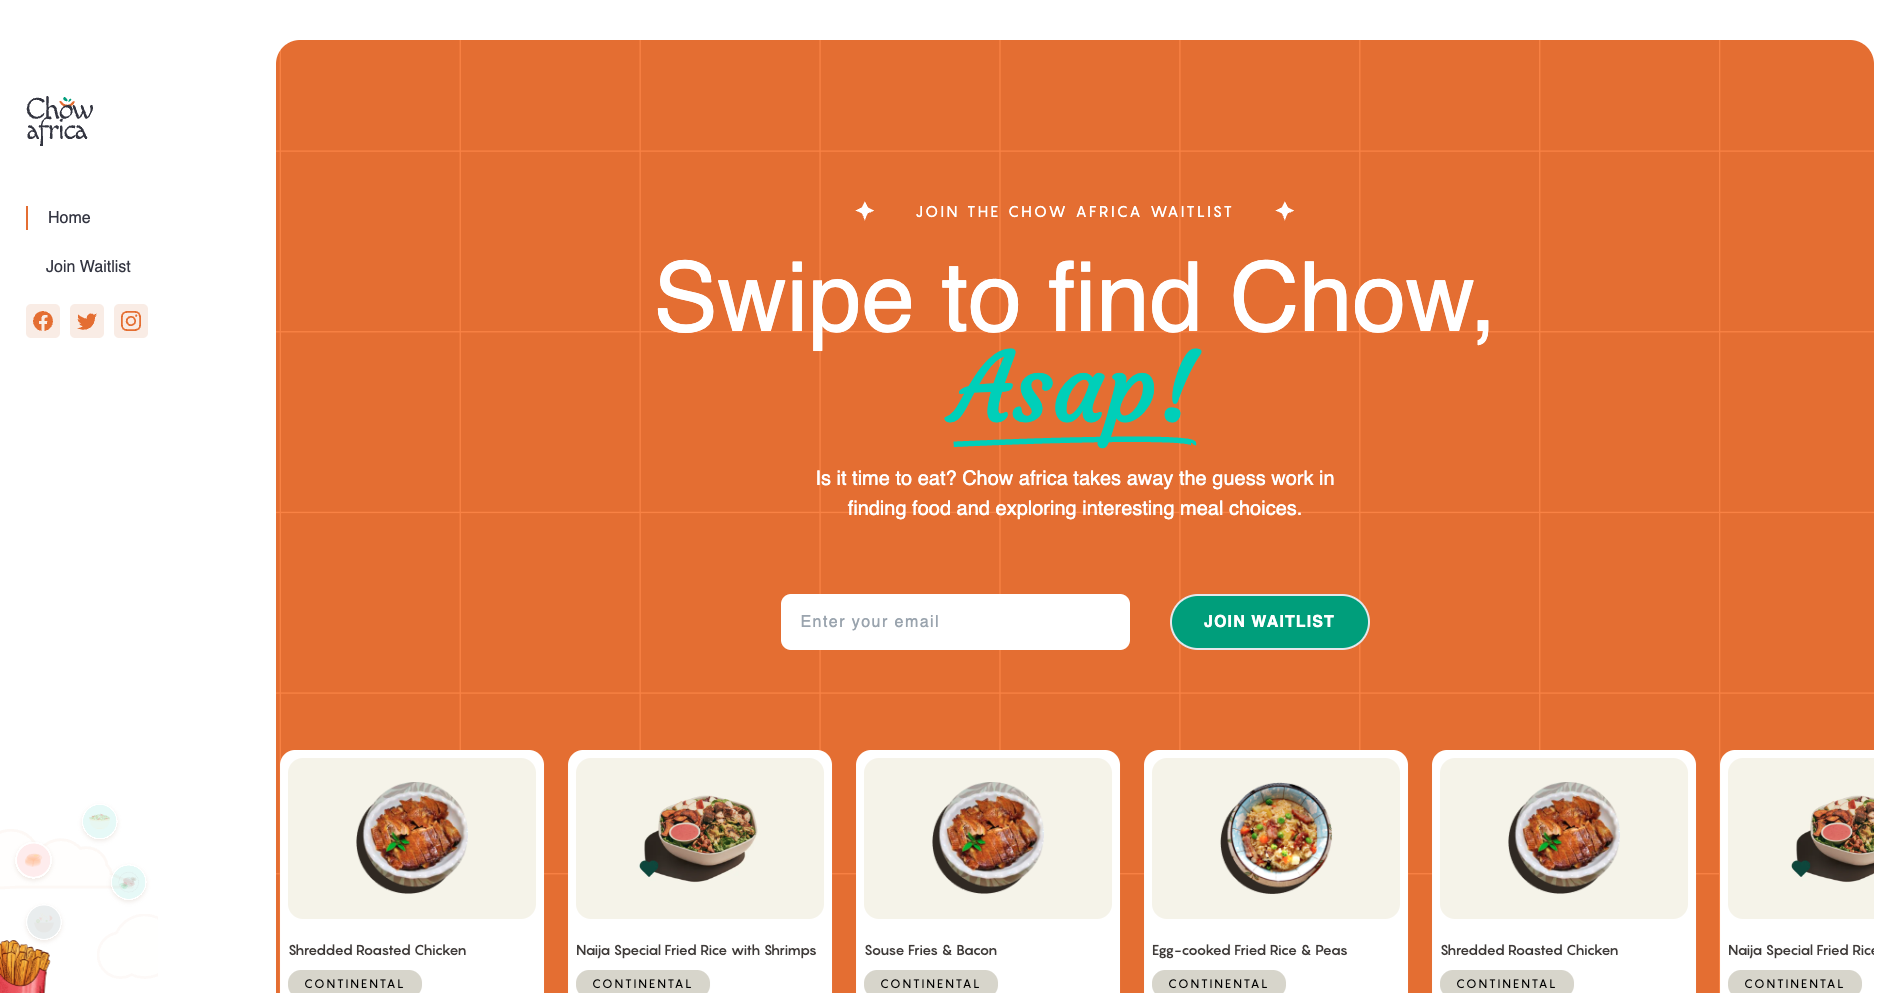 Chow
africa
Home
Join Waitlist
JOIN THE CHOW AFRICA WAITLIST
Swipe to find Chow,
Asap!
Is it time to eat? Chow africa takes away the guess work in
finding food and exploring interesting meal choices.
Enter your email
JOIN WAITLIST
Shredded Roasted Chicken
CONTINENTAL
Naija Special Fried Rice with Shrimps
CONTINENTAL
Souse Fries & Bacon
CONTINENTAL
Egg-cooked Fried Rice & Peas
CONTINENTAL
Shredded Roasted Chicken
CONTINENTAL
Naija Special Fried Rice
CONTINENTAL